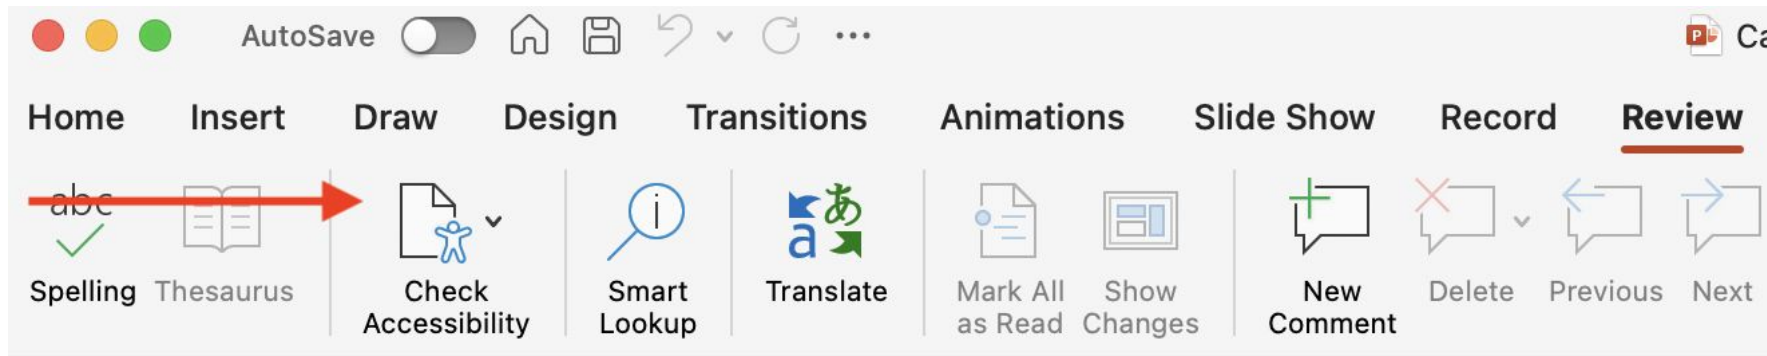 AutoSave
Ca
Home Insert Draw Design Transitions Animations Slide Show Record Review
abc
Spelling Thesaurus Check Accessibility Smart Lookup Translate Mark All as Read Show Changes New Comment Delete Previous Next